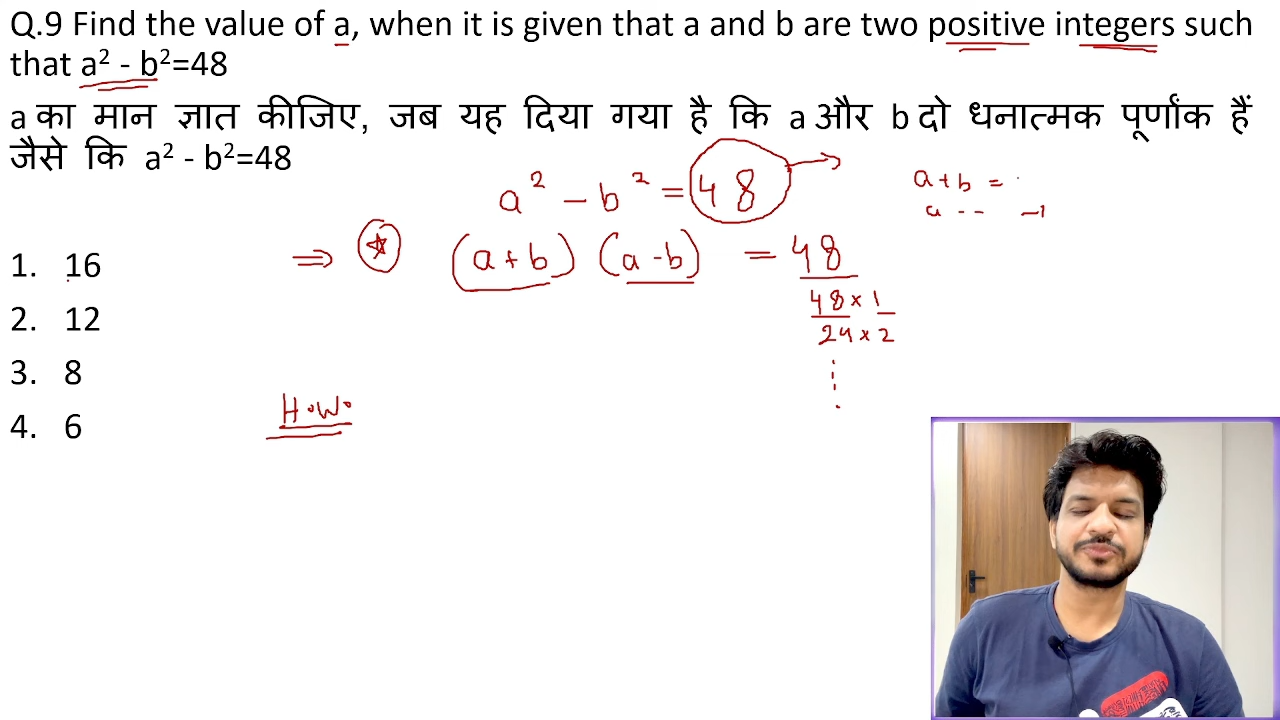 Q.9 Find the value of a, when it is given that a and b are two positive integers such
that a² - b²=48
a का मान ज्ञात कीजिए, जब यह दिया गया है कि a और b दो धनात्मक पूर्णांक हैं
जैसे कि a² - b²=48
a² - b² = 48
a+b =
⇒ (a+b) (a-b) = 48
48 × 1
24 × 2
1. 16
2. 12
3. 8
4. 6
H.W.